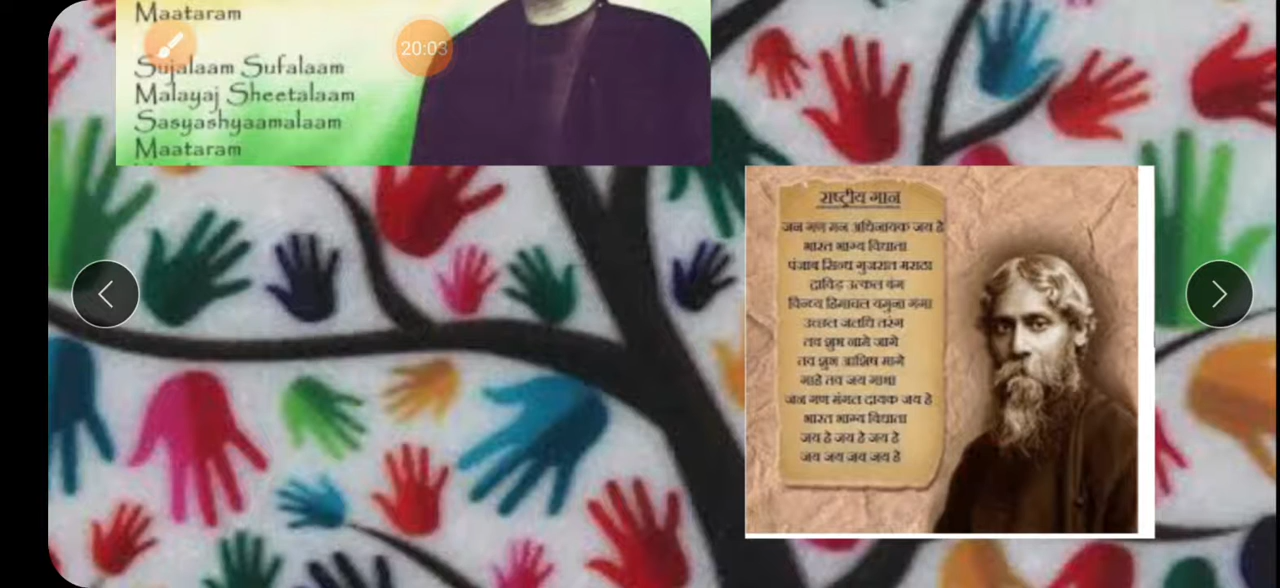 Maataram
20:03
Sujalaam Sufalaam
Malayaj Sheetalaam
Sasyashyaamalaam
Maataram
राष्ट्रीय गान
जन गण मन अधिनायक जय हे
भारत भाग्य विधाता
पंजाब सिन्ध गुजरात मराठा
द्राविड़ उत्कल बंग
विन्ध्य हिमाचल यमुना गंगा
उच्छल जलधि तरंग
तव शुभ नामे जागे
तव शुभ आशिष मागे
गाहे तव जय गाथा
जन गण मंगल दायक जय हे
भारत भाग्य विधाता
जय हे जय हे जय हे
जय जय जय जय हे